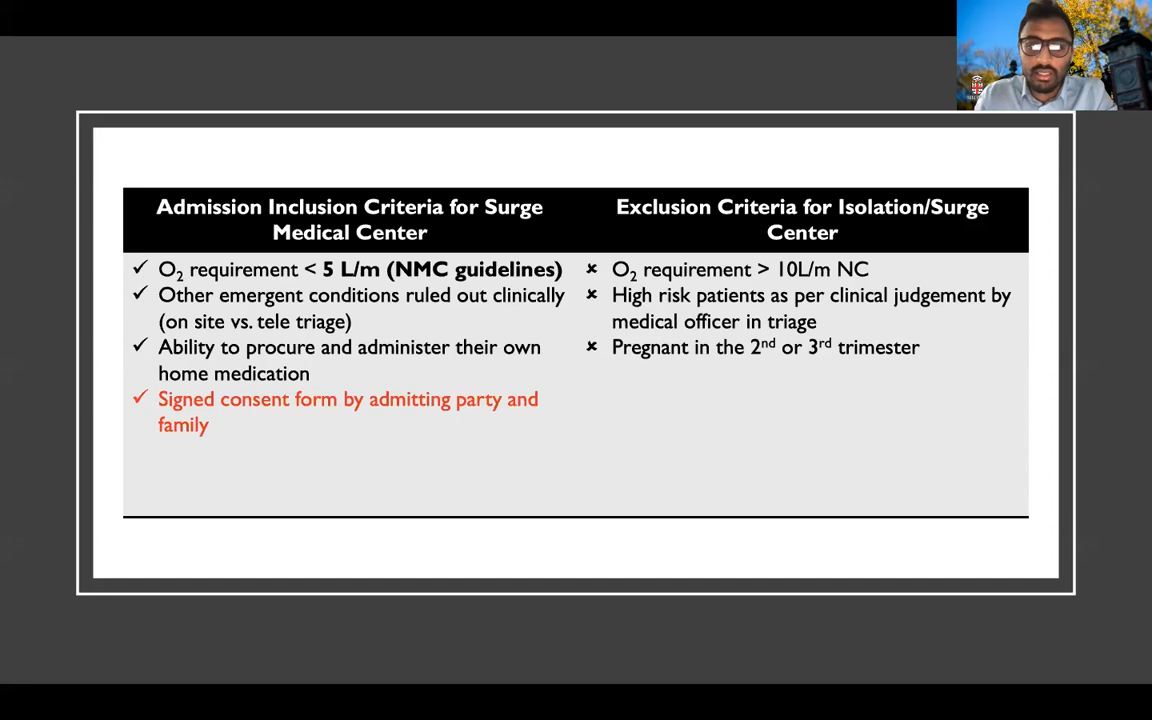 Admission Inclusion Criteria for Surge
Medical Center
O₂ requirement < 5 L/m (NMC guidelines)
Other emergent conditions ruled out clinically
(on site vs. tele triage)
Ability to procure and administer their own
home medication
Signed consent form by admitting party and
family
Exclusion Criteria for Isolation/Surge
Center
O₂ requirement > 10L/m NC
High risk patients as per clinical judgement by
medical officer in triage
Pregnant in the 2nd or 3rd trimester